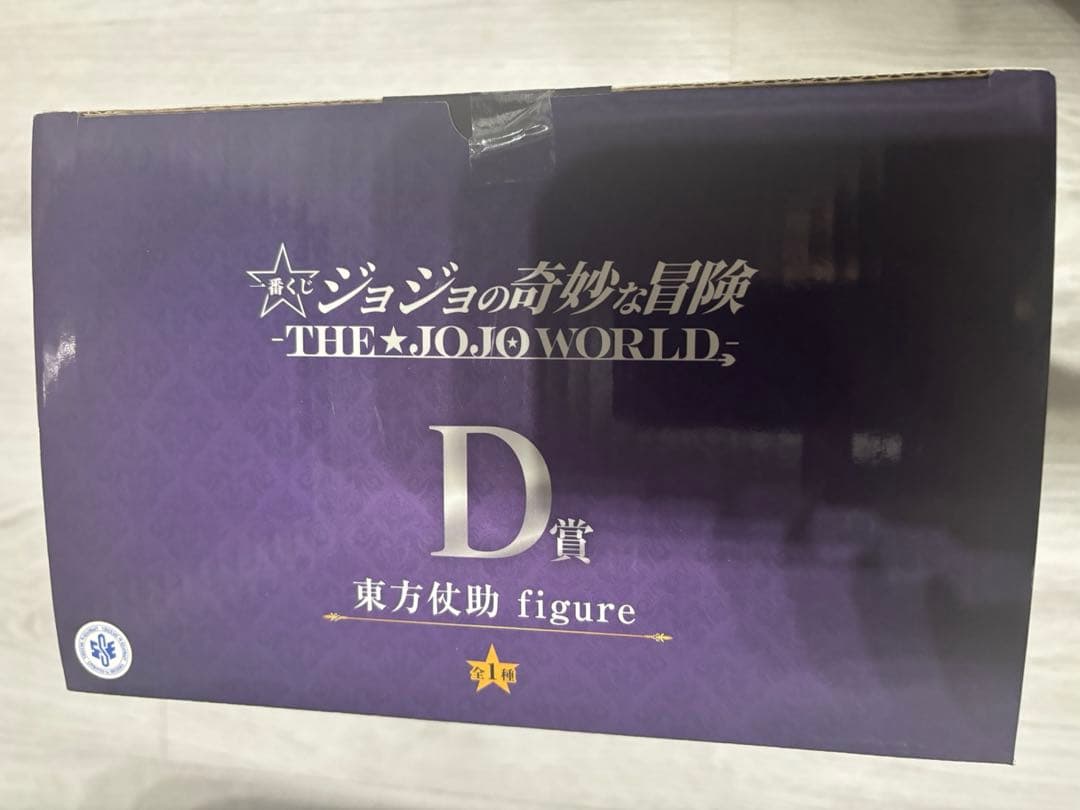 一番くじ ジョジョの奇妙な冒険
-THE★JOJO WORLD-
D賞
東方仗助 figure
全1種